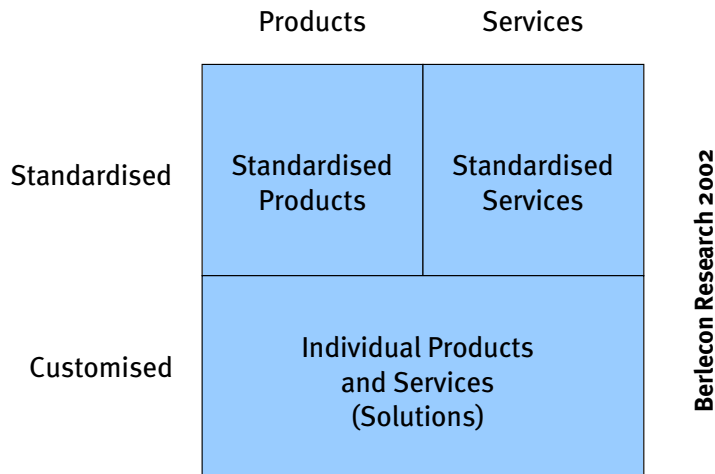 Products Services
Standardised
Standardised
Products
Standardised
Services
Customised
Individual Products
and Services
(Solutions)
Berlecon Research 2002